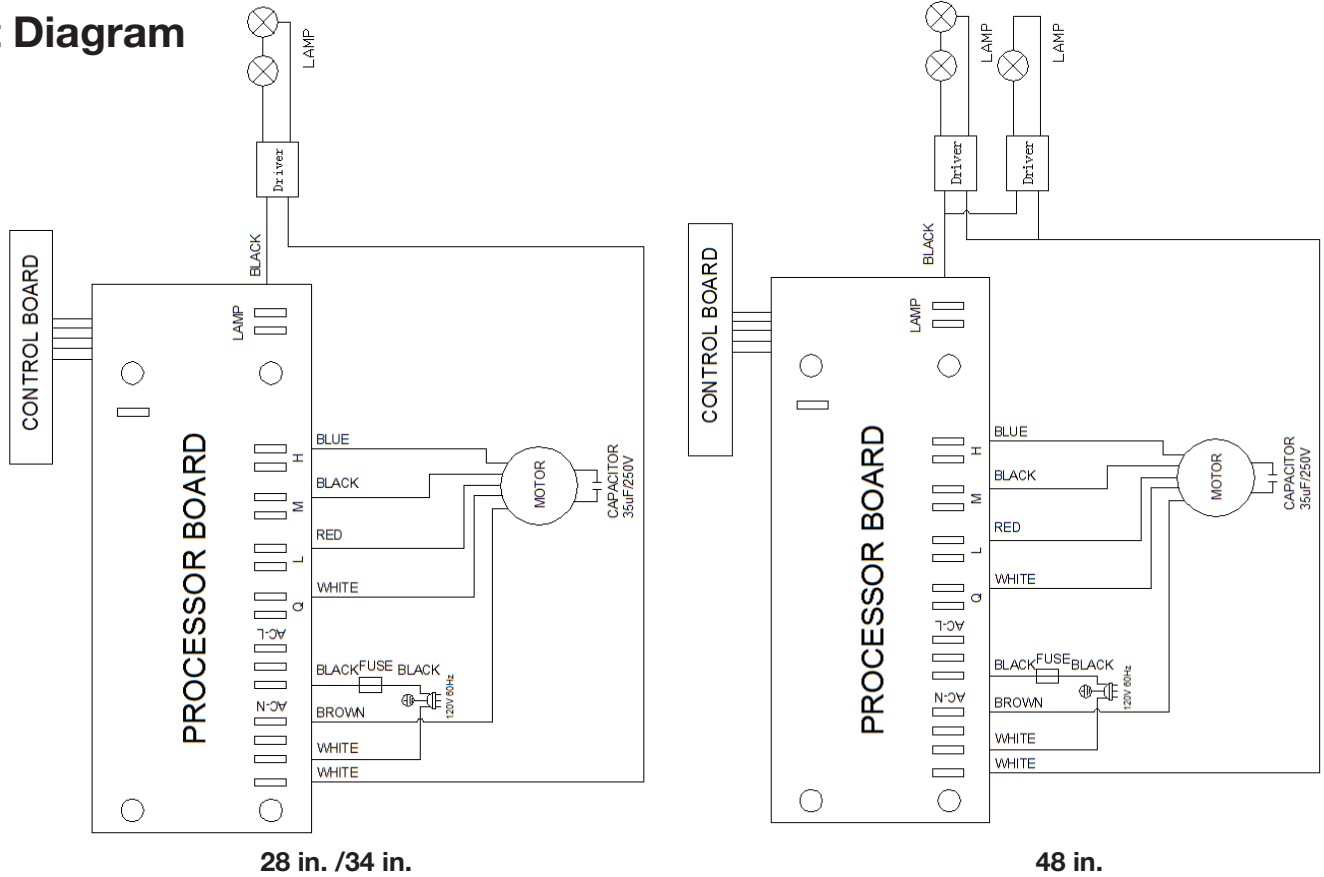 Diagram
LAMP
Driver
BLACK
CONTROL BOARD
LAMP
PROCESSOR BOARD
BLUE
H
BLACK
M
RED
L
WHITE
Q
AC-L
BLACK FUSE BLACK
120V 60Hz
AC-N
BROWN
WHITE
WHITE
MOTOR
CAPACITOR
35uF/250V
28 in. /34 in.
LAMP
LAMP
Driver
Driver
BLACK
CONTROL BOARD
LAMP
PROCESSOR BOARD
BLUE
H
BLACK
M
RED
L
WHITE
Q
AC-L
BLACK FUSE BLACK
120V 60Hz
AC-N
BROWN
WHITE
WHITE
MOTOR
CAPACITOR
35uF/250V
48 in.